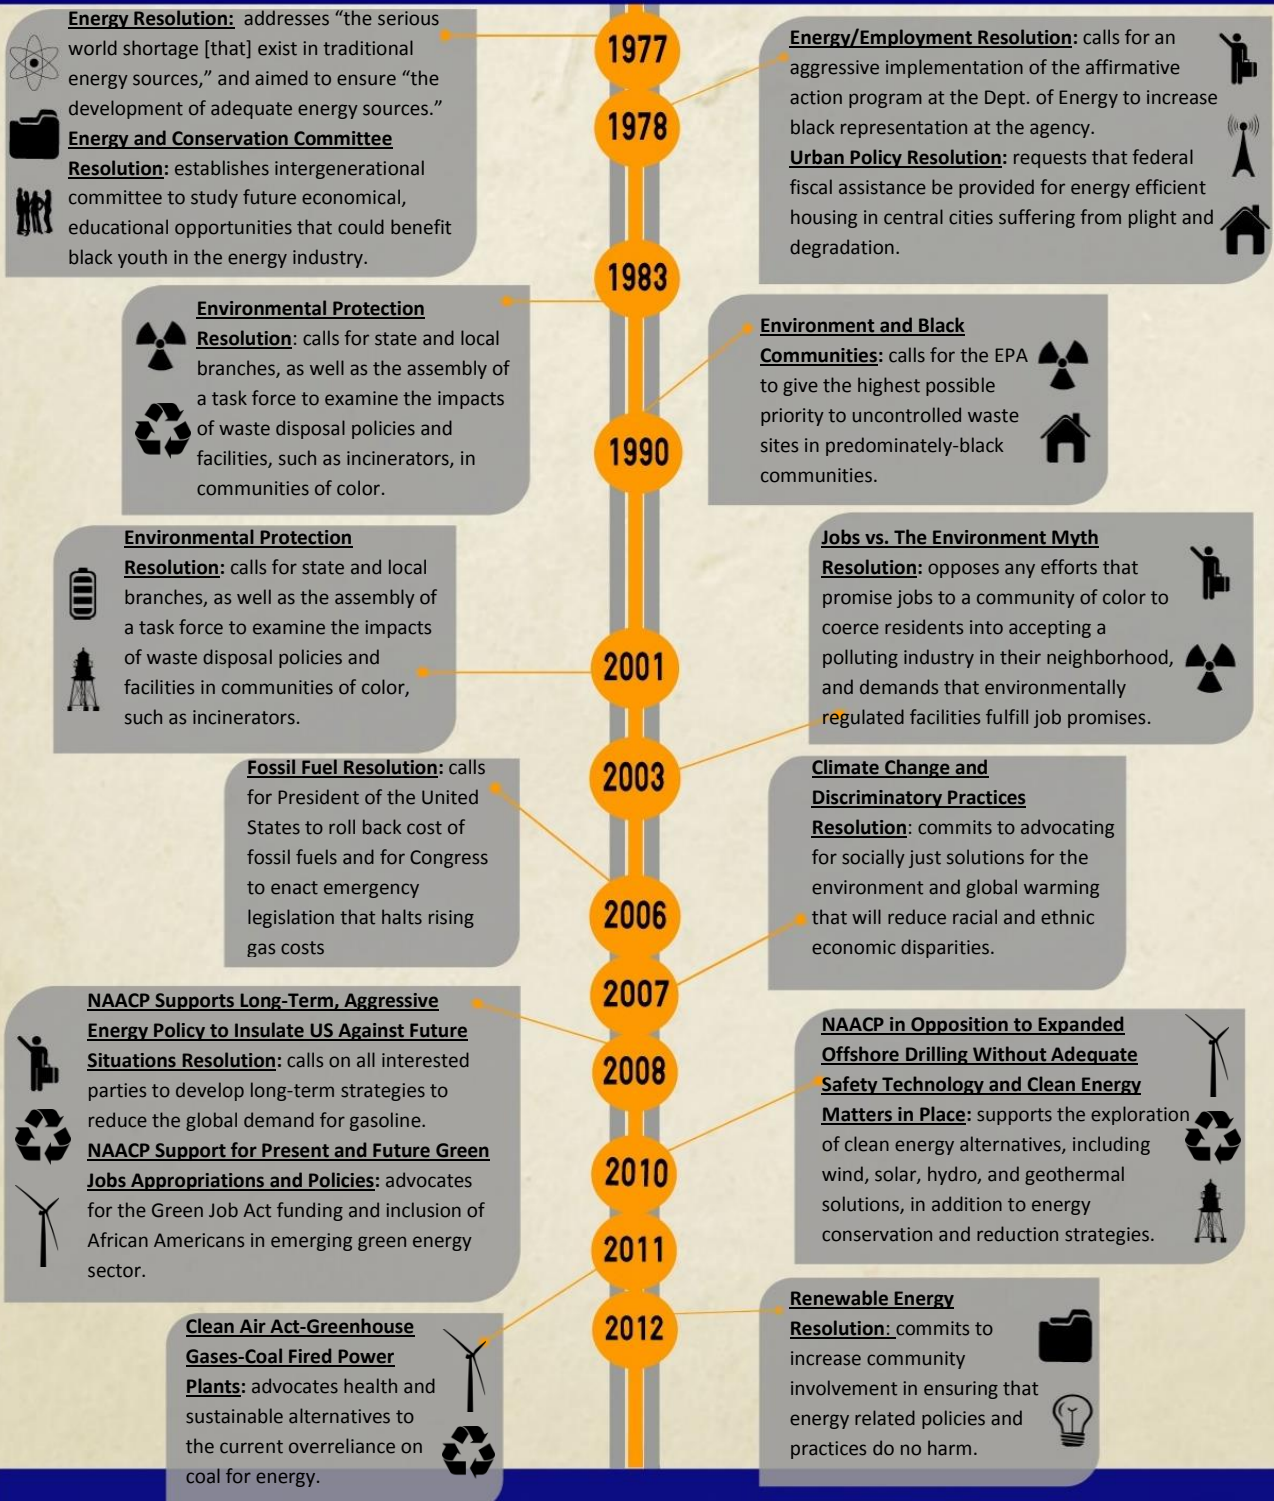 1977
Energy Resolution: addresses “the serious
world shortage [that] exist in traditional
energy sources,” and aimed to ensure “the
development of adequate energy sources.”
Energy and Conservation Committee
Resolution: establishes intergenerational
committee to study future economical,
educational opportunities that could benefit
black youth in the energy industry.
1978
Energy/Employment Resolution: calls for an
aggressive implementation of the affirmative
action program at the Dept. of Energy to increase
black representation at the agency.
Urban Policy Resolution: requests that federal
fiscal assistance be provided for energy efficient
housing in central cities suffering from plight and
degradation.
1983
Environmental Protection
Resolution: calls for state and local
branches, as well as the assembly of
a task force to examine the impacts
of waste disposal policies and
facilities, such as incinerators, in
communities of color.
1990
Environment and Black
Communities: calls for the EPA
to give the highest possible
priority to uncontrolled waste
sites in predominately-black
communities.
2001
Environmental Protection
Resolution: calls for state and local
branches, as well as the assembly of
a task force to examine the impacts
of waste disposal policies and
facilities in communities of color,
such as incinerators.
2003
Jobs vs. The Environment Myth
Resolution: opposes any efforts that
promise jobs to a community of color to
coerce residents into accepting a
polluting industry in their neighborhood,
and demands that environmentally
regulated facilities fulfill job promises.
2006
Fossil Fuel Resolution: calls
for President of the United
States to roll back cost of
fossil fuels and for Congress
to enact emergency
legislation that halts rising
gas costs
2007
Climate Change and
Discriminatory Practices
Resolution: commits to advocating
for socially just solutions for the
environment and global warming
that will reduce racial and ethnic
economic disparities.
2008
NAACP Supports Long-Term, Aggressive
Energy Policy to Insulate US Against Future
Situations Resolution: calls on all interested
parties to develop long-term strategies to
reduce the global demand for gasoline.
NAACP Support for Present and Future Green
Jobs Appropriations and Policies: advocates
for the Green Job Act funding and inclusion of
African Americans in emerging green energy
sector.
2010
NAACP in Opposition to Expanded
Offshore Drilling Without Adequate
Safety Technology and Clean Energy
Matters in Place: supports the exploration
of clean energy alternatives, including
wind, solar, hydro, and geothermal
solutions, in addition to energy
conservation and reduction strategies.
2011
Clean Air Act-Greenhouse
Gases-Coal Fired Power
Plants: advocates health and
sustainable alternatives to
the current overreliance on
coal for energy.
2012
Renewable Energy
Resolution: commits to
increase community
involvement in ensuring that
energy related policies and
practices do no harm.